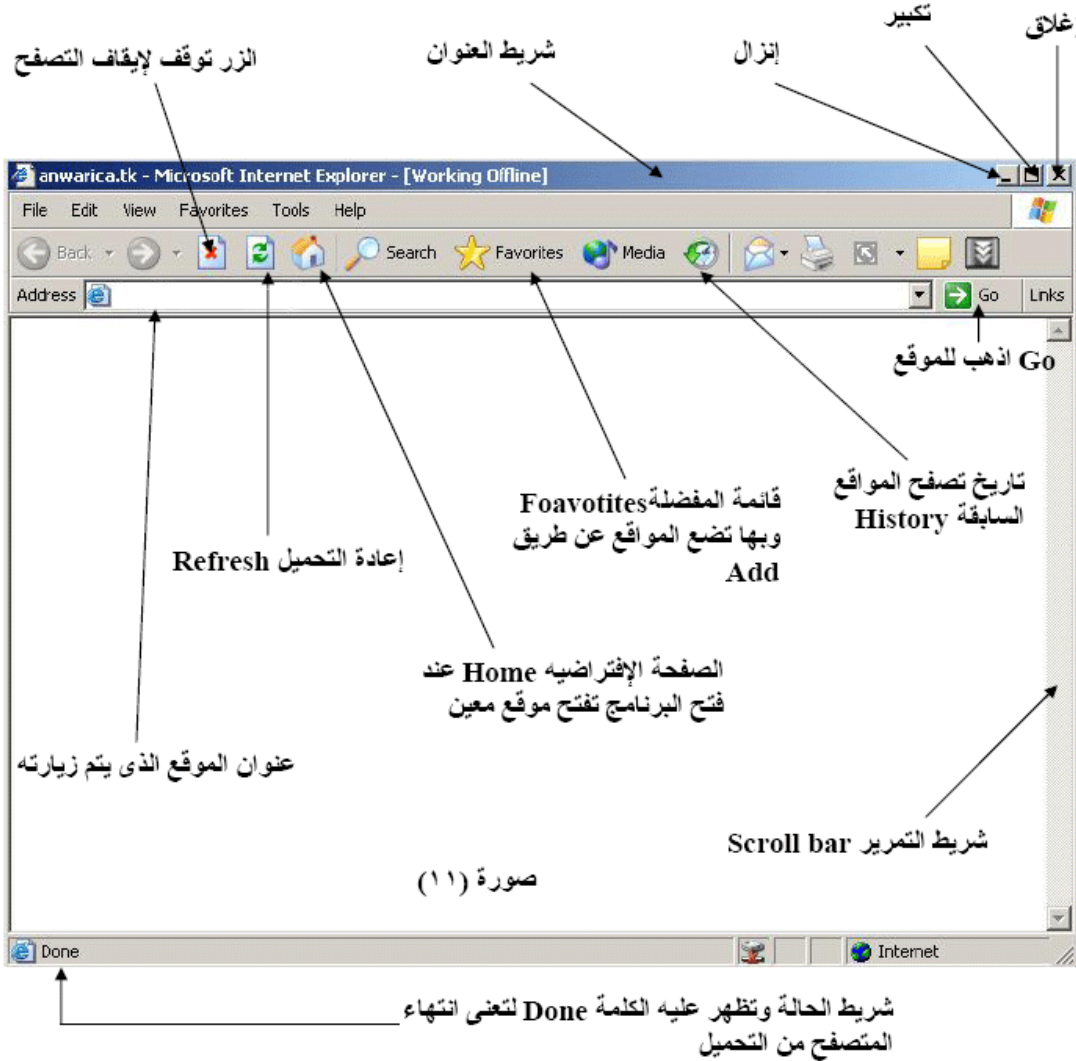 إغلاق
تكبير
إنزال
شريط العنوان
الزر توقف لإيقاف التصفح
anwarica.tk - Microsoft Internet Explorer - [Working Offline]
File Edit View Favorites Tools Help
Back Search Favorites Media
Address Go Links
Go اذهب للموقع
تاريخ تصفح المواقع
السابقة History
قائمة المفضلة Foavotites
وبها تضع المواقع عن طريق
Add
إعادة التحميل Refresh
الصفحة الإفتراضيه Home عند
فتح البرنامج تفتح موقع معين
عنوان الموقع الذى يتم زيارته
شريط التمرير Scroll bar
صورة (١١)
Done Internet
شريط الحالة وتظهر عليه الكلمة Done لتعنى انتهاء
المتصفح من التحميل